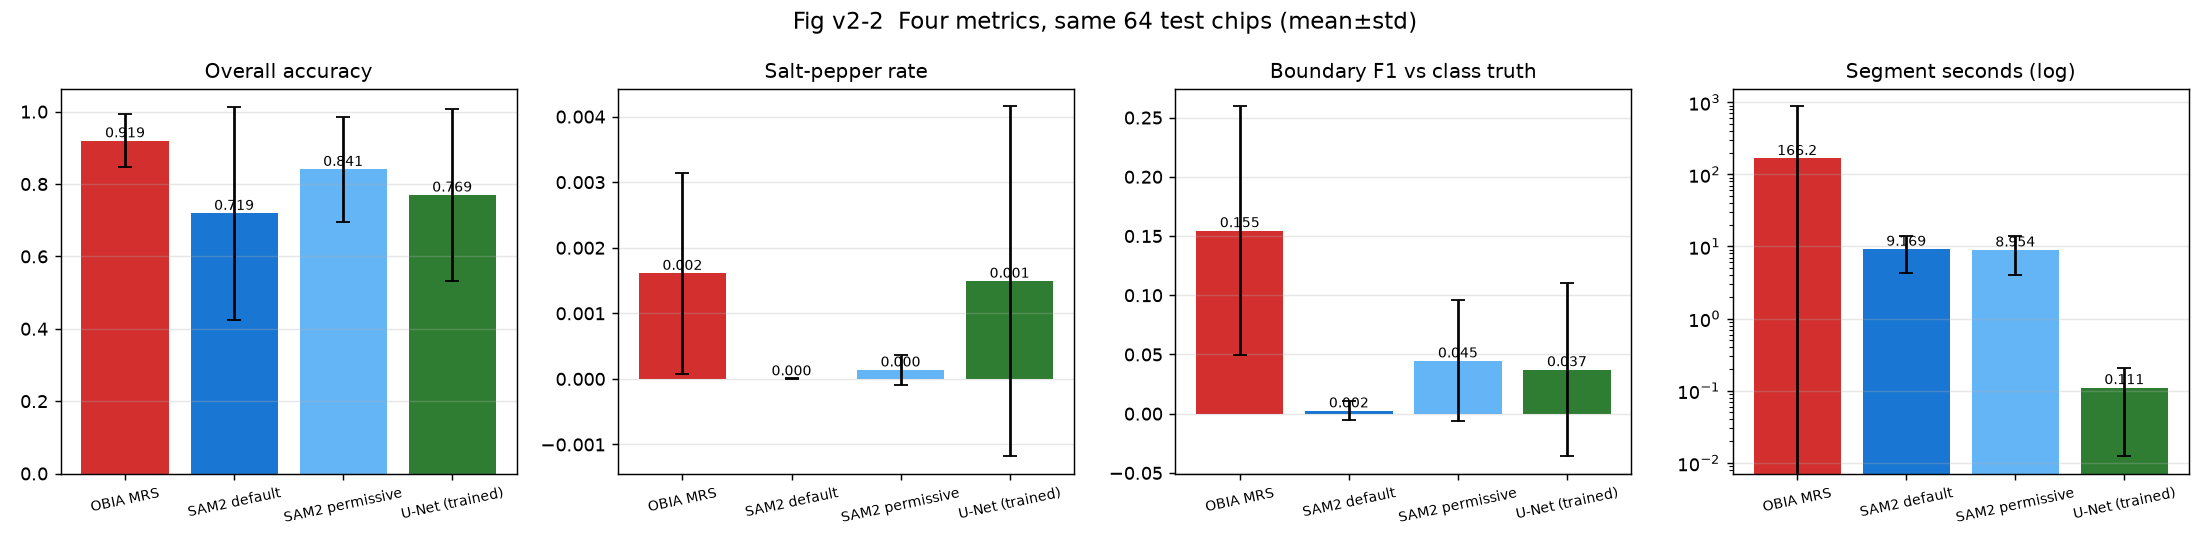 Fig v2-2  Four metrics, same 64 test chips (mean±std)
Overall accuracy
1.0
0.8
0.6
0.4
0.2
0.0
0.919
0.719
0.841
0.769
OBIA MRS
SAM2 default
SAM2 permissive
U-Net (trained)
Salt-pepper rate
0.004
0.003
0.002
0.001
0.000
−0.001
0.002
0.000
0.000
0.001
OBIA MRS
SAM2 default
SAM2 permissive
U-Net (trained)
Boundary F1 vs class truth
0.25
0.20
0.15
0.10
0.05
0.00
−0.05
0.155
0.002
0.045
0.037
OBIA MRS
SAM2 default
SAM2 permissive
U-Net (trained)
Segment seconds (log)
10³
10²
10¹
10⁰
10⁻¹
10⁻²
166.2
9.169
8.954
0.111
OBIA MRS
SAM2 default
SAM2 permissive
U-Net (trained)